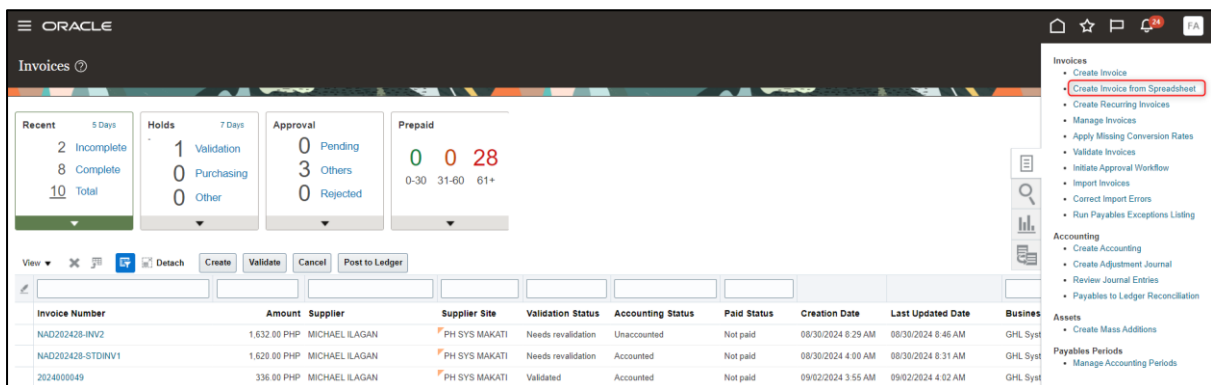 ORACLE
24
FA
Invoices
Recent 5 Days
2 Incomplete
8 Complete
10 Total
Holds 7 Days
1 Validation
0 Purchasing
0 Other
Approval
0 Pending
3 Others
0 Rejected
Prepaid
0 0 28
0-30 31-60 61+
View Detach Create Validate Cancel Post to Ledger
Invoice Number Amount Supplier Supplier Site Validation Status Accounting Status Paid Status Creation Date Last Updated Date Busines
NAD202428-INV2 1,632.00 PHP MICHAEL ILAGAN PH SYS MAKATI Needs revalidation Unaccounted Not paid 08/30/2024 8:29 AM 08/30/2024 8:46 AM GHL Syst
NAD202428-STDINV1 1,620.00 PHP MICHAEL ILAGAN PH SYS MAKATI Needs revalidation Accounted Not paid 08/30/2024 4:00 AM 08/30/2024 8:31 AM GHL Syst
2024000049 336.00 PHP MICHAEL ILAGAN PH SYS MAKATI Validated Accounted Not paid 09/02/2024 3:55 AM 09/02/2024 4:02 AM GHL Syst
Invoices
Create Invoice
Create Invoice from Spreadsheet
Create Recurring Invoices
Manage Invoices
Apply Missing Conversion Rates
Validate Invoices
Initiate Approval Workflow
Import Invoices
Correct Import Errors
Run Payables Exceptions Listing
Accounting
Create Accounting
Create Adjustment Journal
Review Journal Entries
Payables to Ledger Reconciliation
Assets
Create Mass Additions
Payables Periods
Manage Accounting Periods